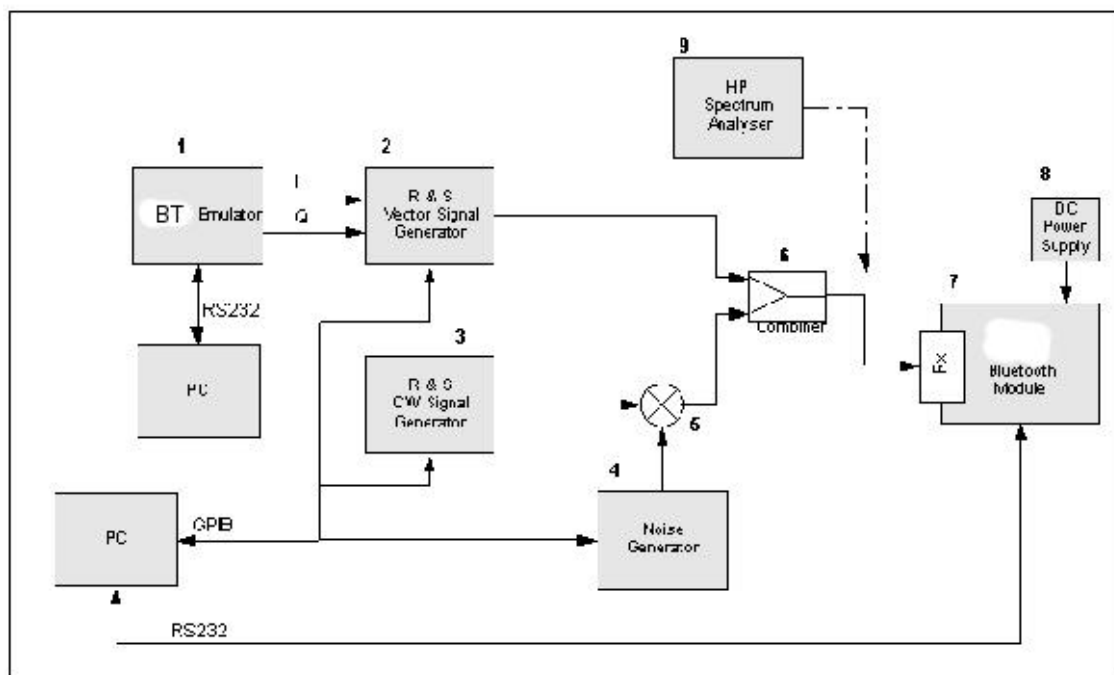 9
HP
Spectrum
Analyser
1
2
8
BT Emulator
I
Q
R & S
Vector Signal
Generator
DC
Power
Supply
6
7
RS232
Combiner
3
PC
R & S
CW Signal
Generator
Rx
Bluetooth
Module
5
4
PC
GPIB
Noise
Generator
RS232